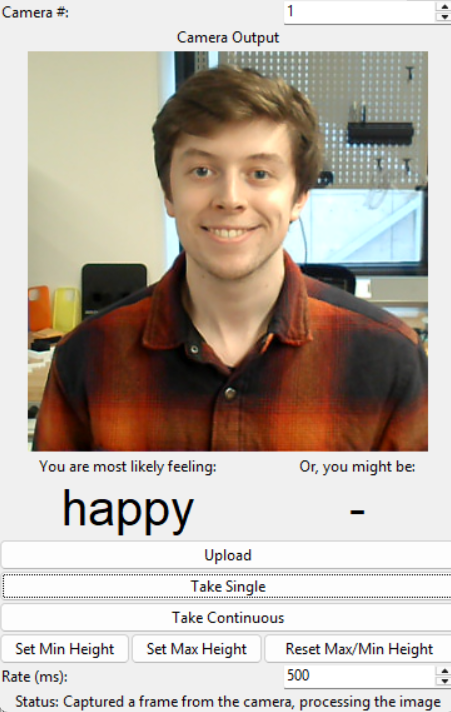 Camera #: 1
Camera Output
You are most likely feeling: Or, you might be:
happy -
Upload
Take Single
Take Continuous
Set Min Height Set Max Height Reset Max/Min Height
Rate (ms): 500
Status: Captured a frame from the camera, processing the image